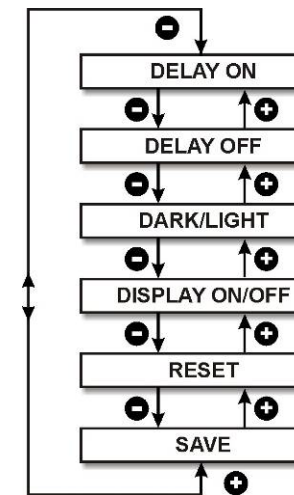 −
DELAY ON
− +
DELAY OFF
− +
DARK/LIGHT
− +
DISPLAY ON/OFF
− +
RESET
− +
SAVE
+